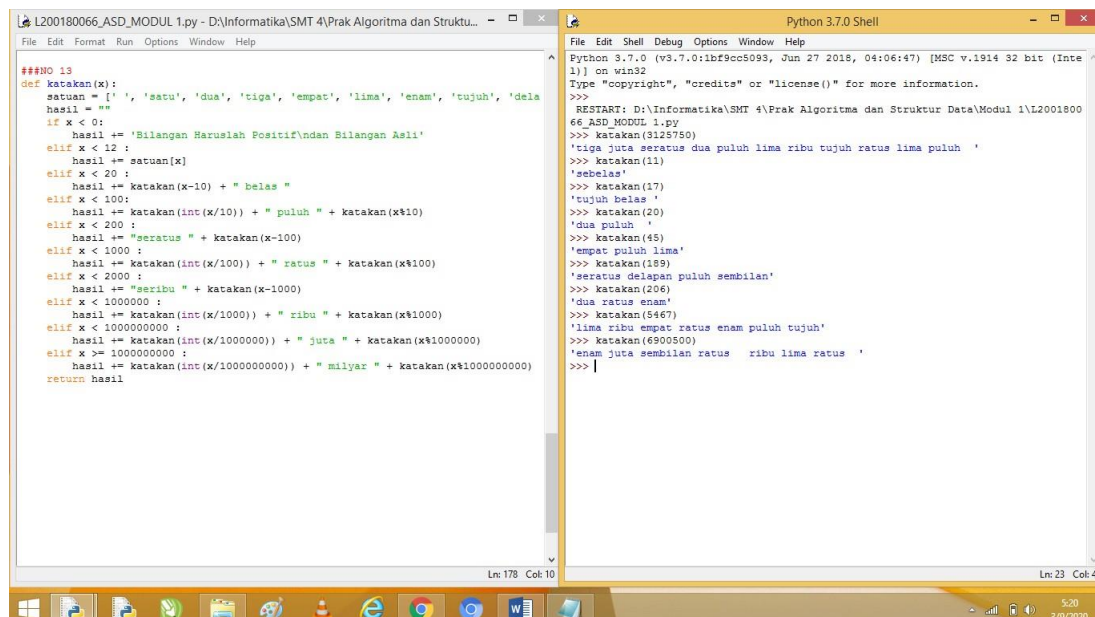 L200180066_ASD_MODUL 1.py - D:\Informatika\SMT 4\Prak Algoritma dan Struktu...
File Edit Format Run Options Window Help
###NO 13
def katakan(x):
    satuan = [' ', 'satu', 'dua', 'tiga', 'empat', 'lima', 'enam', 'tujuh', 'dela
    hasil = ""
    if x < 0:
        hasil += 'Bilangan Haruslah Positif\ndan Bilangan Asli'
    elif x < 12 :
        hasil += satuan[x]
    elif x < 20 :
        hasil += katakan(x-10) + " belas "
    elif x < 100:
        hasil += katakan(int(x/10)) + " puluh " + katakan(x%10)
    elif x < 200 :
        hasil += "seratus " + katakan(x-100)
    elif x < 1000 :
        hasil += katakan(int(x/100)) + " ratus " + katakan(x%100)
    elif x < 2000 :
        hasil += "seribu " + katakan(x-1000)
    elif x < 1000000 :
        hasil += katakan(int(x/1000)) + " ribu " + katakan(x%1000)
    elif x < 1000000000 :
        hasil += katakan(int(x/1000000)) + " juta " + katakan(x%1000000)
    elif x >= 1000000000 :
        hasil += katakan(int(x/1000000000)) + " milyar " + katakan(x%1000000000)
    return hasil
Ln: 178 Col: 10
Python 3.7.0 Shell
File Edit Shell Debug Options Window Help
Python 3.7.0 (v3.7.0:1bf9cc5093, Jun 27 2018, 04:06:47) [MSC v.1914 32 bit (Inte
l)] on win32
Type "copyright", "credits" or "license()" for more information.
>>>
 RESTART: D:\Informatika\SMT 4\Prak Algoritma dan Struktur Data\Modul 1\L2001800
66_ASD_MODUL 1.py
>>> katakan(3125750)
'tiga juta seratus dua puluh lima ribu tujuh ratus lima puluh  '
>>> katakan(11)
'sebelas'
>>> katakan(17)
'tujuh belas '
>>> katakan(20)
'dua puluh  '
>>> katakan(45)
'empat puluh lima'
>>> katakan(189)
'seratus delapan puluh sembilan'
>>> katakan(206)
'dua ratus enam'
>>> katakan(5467)
'lima ribu empat ratus enam puluh tujuh'
>>> katakan(6900500)
'enam juta sembilan ratus   ribu lima ratus  '
>>>
Ln: 23 Col: 4
5:20